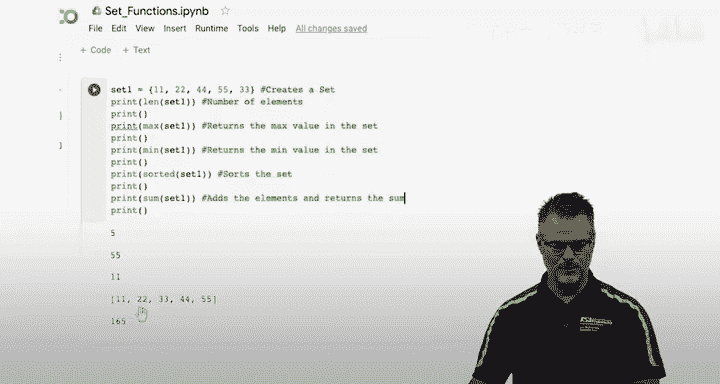 Set_Functions.ipynb
File Edit View Insert Runtime Tools Help All changes saved
+ Code + Text
set1 = {11, 22, 44, 55, 33} #Creates a Set
print(len(set1)) #Number of elements
print()
print(max(set1)) #Returns the max value in the set
print()
print(min(set1)) #Returns the min value in the set
print()
print(sorted(set1)) #Sorts the set
print()
print(sum(set1)) #Adds the elements and returns the sum
print()
5
55
11
[11, 22, 33, 44, 55]
165